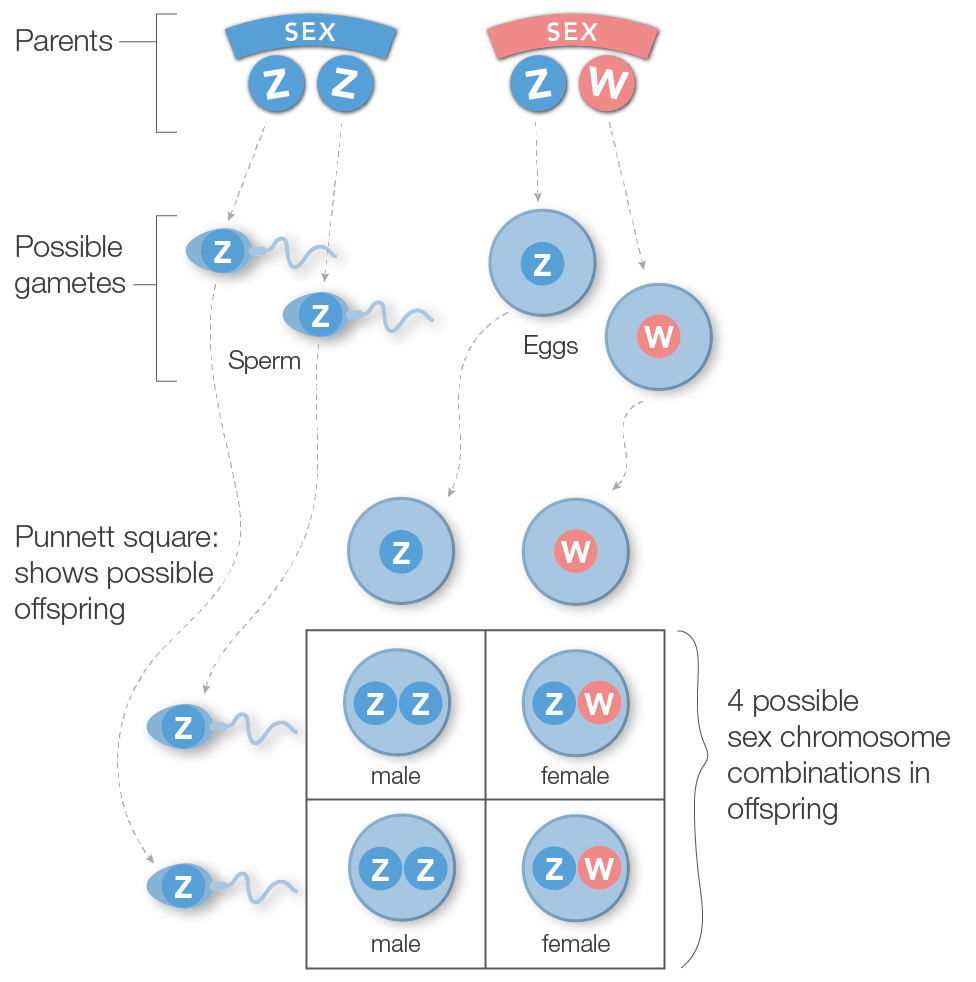 Parents
SEX
SEX
Z Z
Z W
Possible
gametes
Z
Z
Z
W
Sperm
Eggs
Punnett square:
shows possible
offspring
Z
W
Z
Z Z
Z W
male
female
Z
Z Z
Z W
male
female
4 possible
sex chromosome
combinations in
offspring